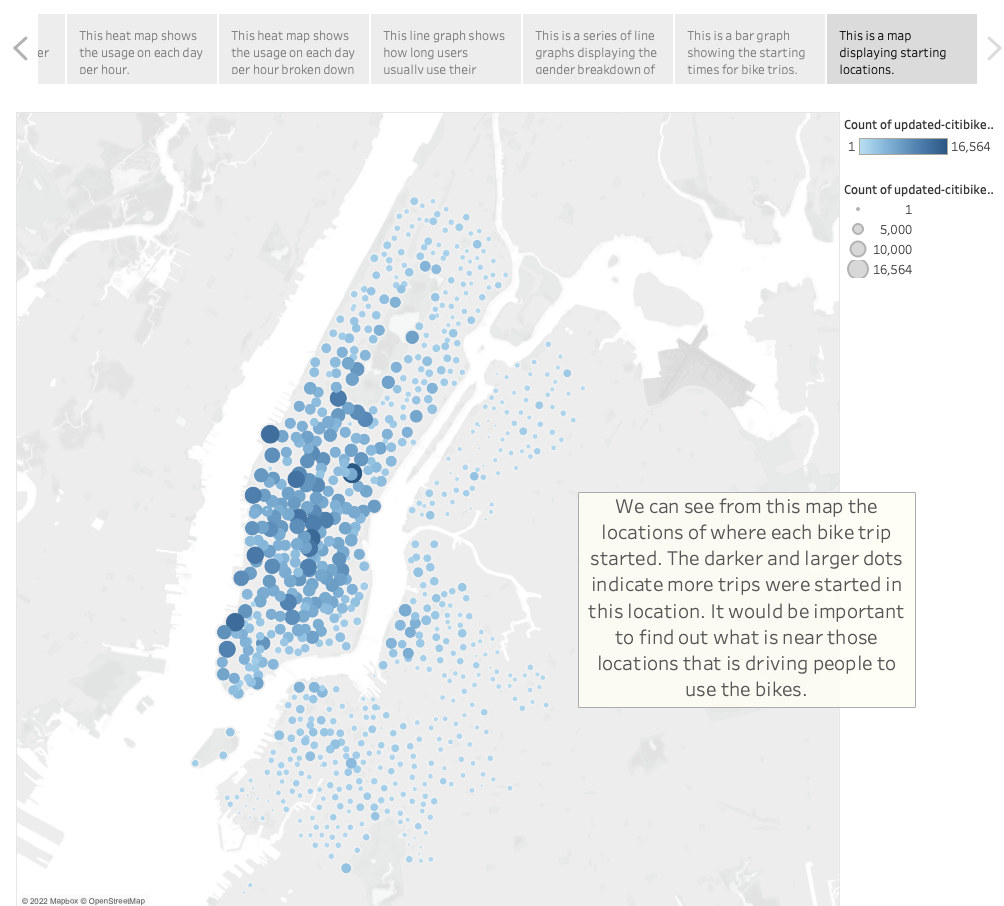 er
This heat map shows
the usage on each day
per hour.
This heat map shows
the usage on each day
per hour broken down
This line graph shows
how long users
usually use their
This is a series of line
graphs displaying the
gender breakdown of
This is a bar graph
showing the starting
times for bike trips.
This is a map
displaying starting
locations.
Count of updated-citibike..
1 16,564
Count of updated-citibike..
1
5,000
10,000
16,564
We can see from this map the
locations of where each bike trip
started. The darker and larger dots
indicate more trips were started in
this location. It would be important
to find out what is near those
locations that is driving people to
use the bikes.
© 2022 Mapbox © OpenStreetMap